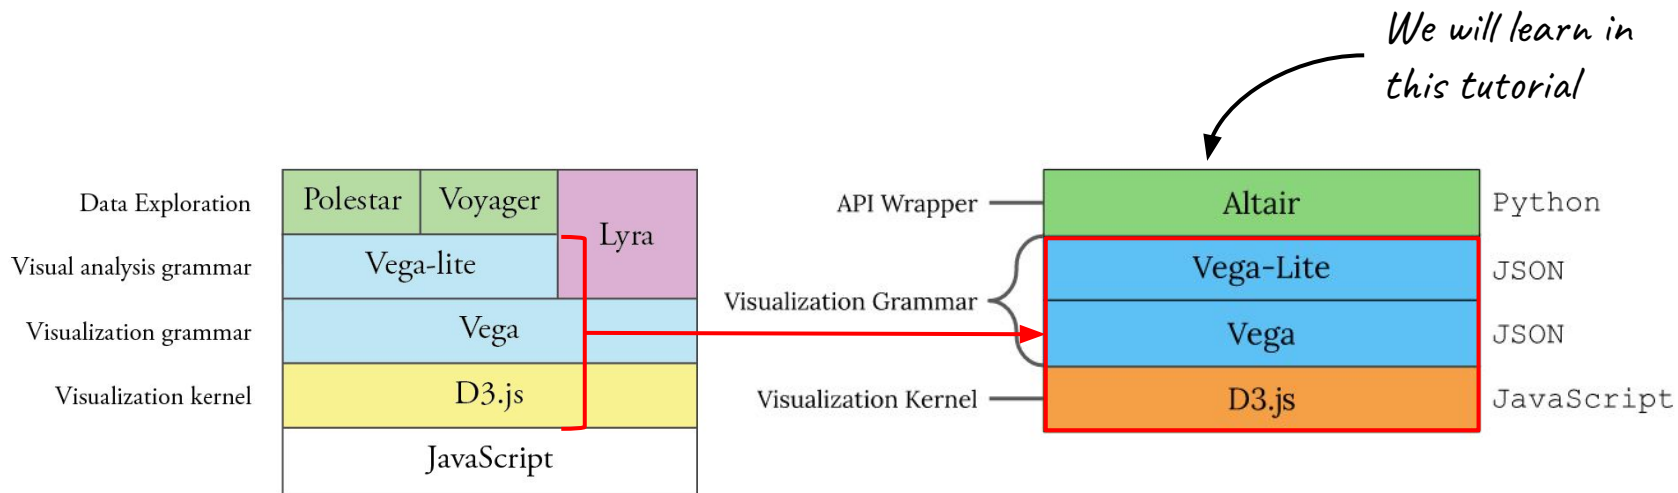 We will learn in
this tutorial
Data Exploration
Polestar
Voyager
Lyra
Visual analysis grammar
Vega-lite
Visualization grammar
Vega
Visualization kernel
D3.js
JavaScript
API Wrapper
Altair
Python
Visualization Grammar
Vega-Lite
JSON
Vega
JSON
Visualization Kernel
D3.js
JavaScript